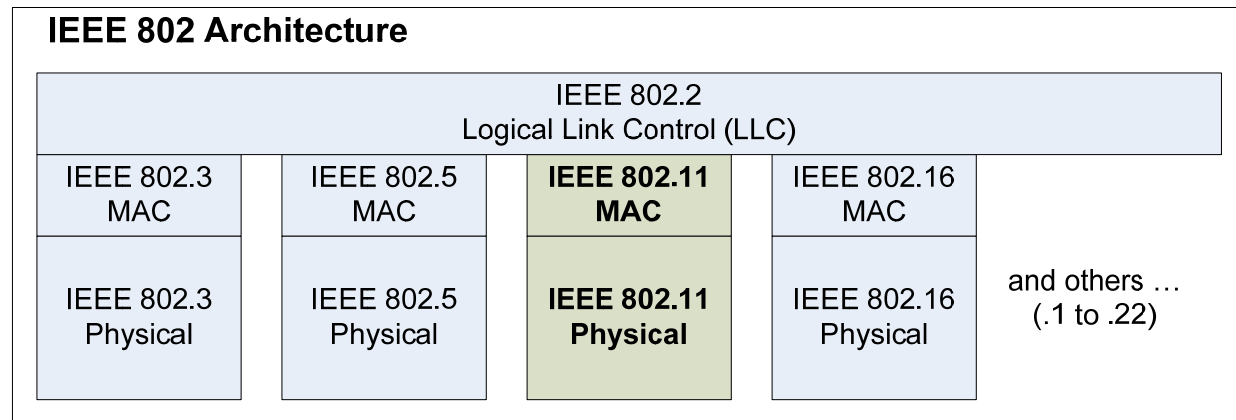 IEEE 802 Architecture
IEEE 802.2
Logical Link Control (LLC)
IEEE 802.3
MAC
IEEE 802.5
MAC
IEEE 802.11
MAC
IEEE 802.16
MAC
IEEE 802.3
Physical
IEEE 802.5
Physical
IEEE 802.11
Physical
IEEE 802.16
Physical
and others …
(.1 to .22)